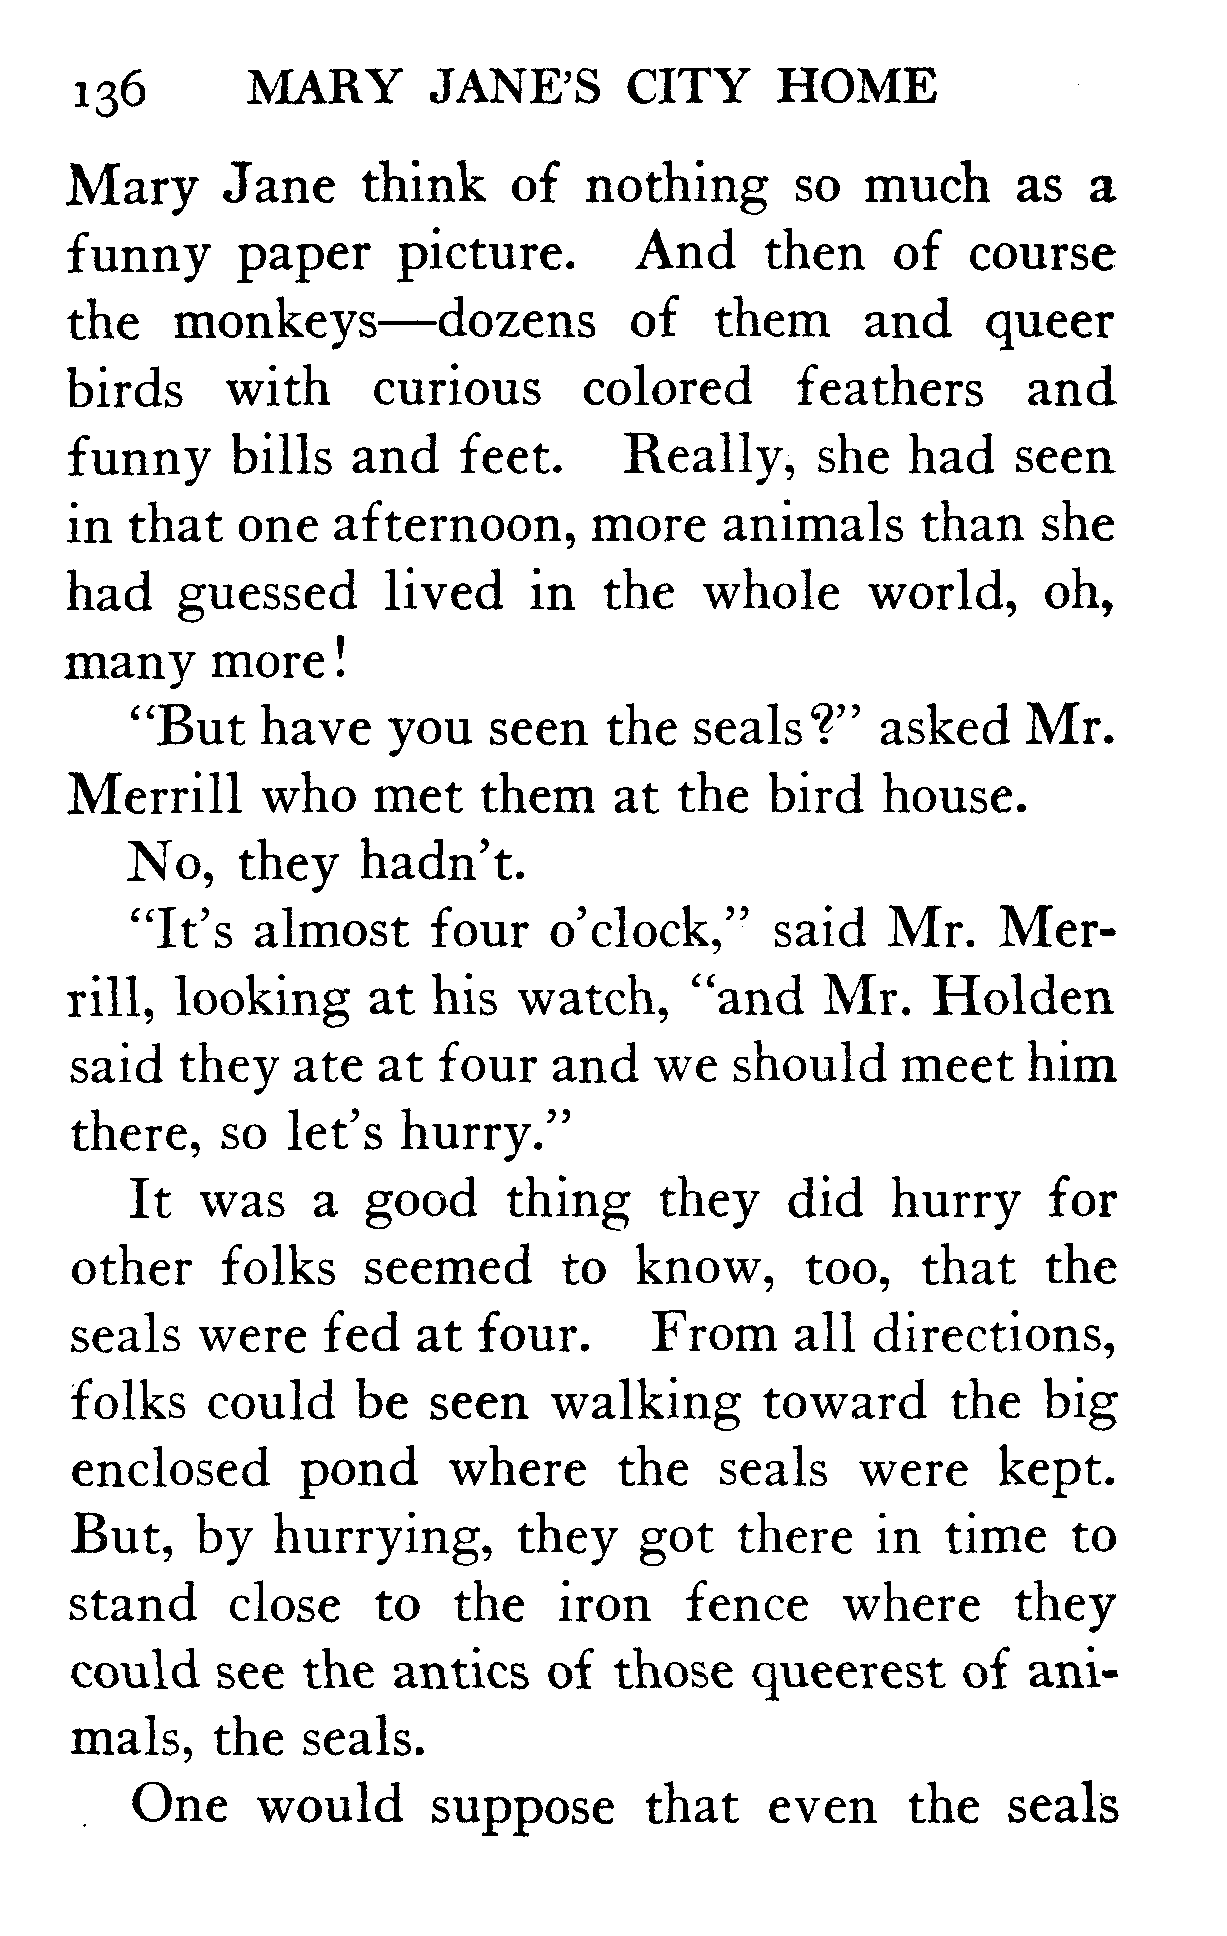 136 MARY JANE'S CITY HOME
Mary Jane think of nothing so much as a
funny paper picture. And then of course
the monkeys—dozens of them and queer
birds with curious colored feathers and
funny bills and feet. Really, she had seen
in that one afternoon, more animals than she
had guessed lived in the whole world, oh,
many more!
"But have you seen the seals?" asked Mr.
Merrill who met them at the bird house.
No, they hadn't.
"It's almost four o'clock," said Mr. Mer-
rill, looking at his watch, "and Mr. Holden
said they ate at four and we should meet him
there, so let's hurry."
It was a good thing they did hurry for
other folks seemed to know, too, that the
seals were fed at four. From all directions,
folks could be seen walking toward the big
enclosed pond where the seals were kept.
But, by hurrying, they got there in time to
stand close to the iron fence where they
could see the antics of those queerest of ani-
mals, the seals.
One would suppose that even the seals